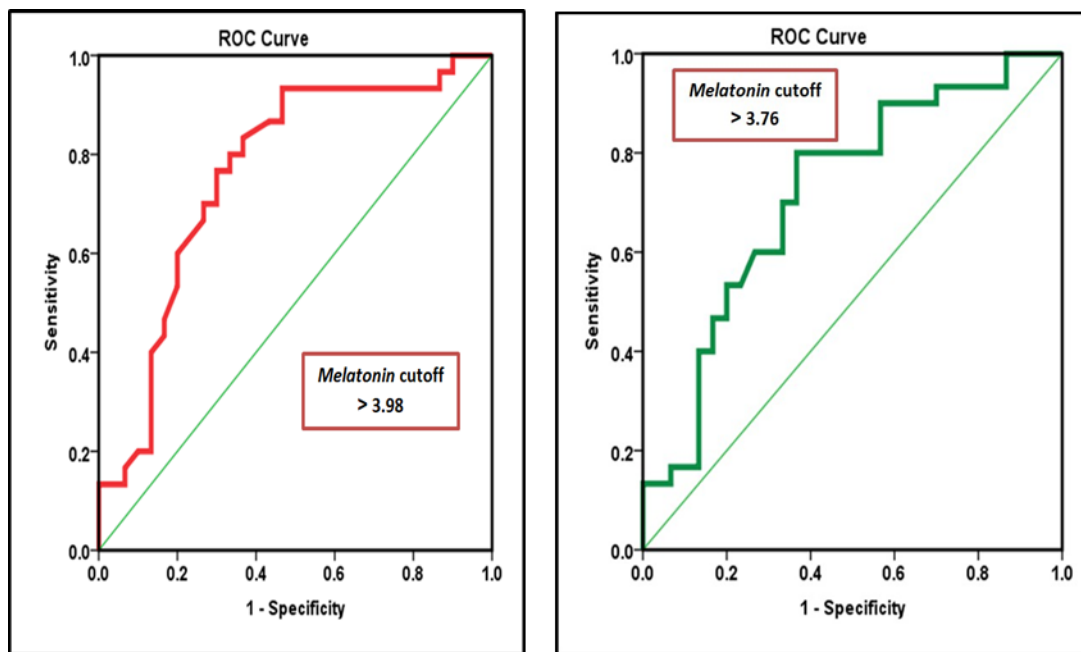 ROC Curve
1.0
0.8
0.6
0.4
0.2
0.0
Sensitivity
Melatonin cutoff
> 3.98
0.0 0.2 0.4 0.6 0.8 1.0
1 - Specificity
ROC Curve
1.0
0.8
0.6
0.4
0.2
0.0
Sensitivity
Melatonin cutoff
> 3.76
0.0 0.2 0.4 0.6 0.8 1.0
1 - Specificity